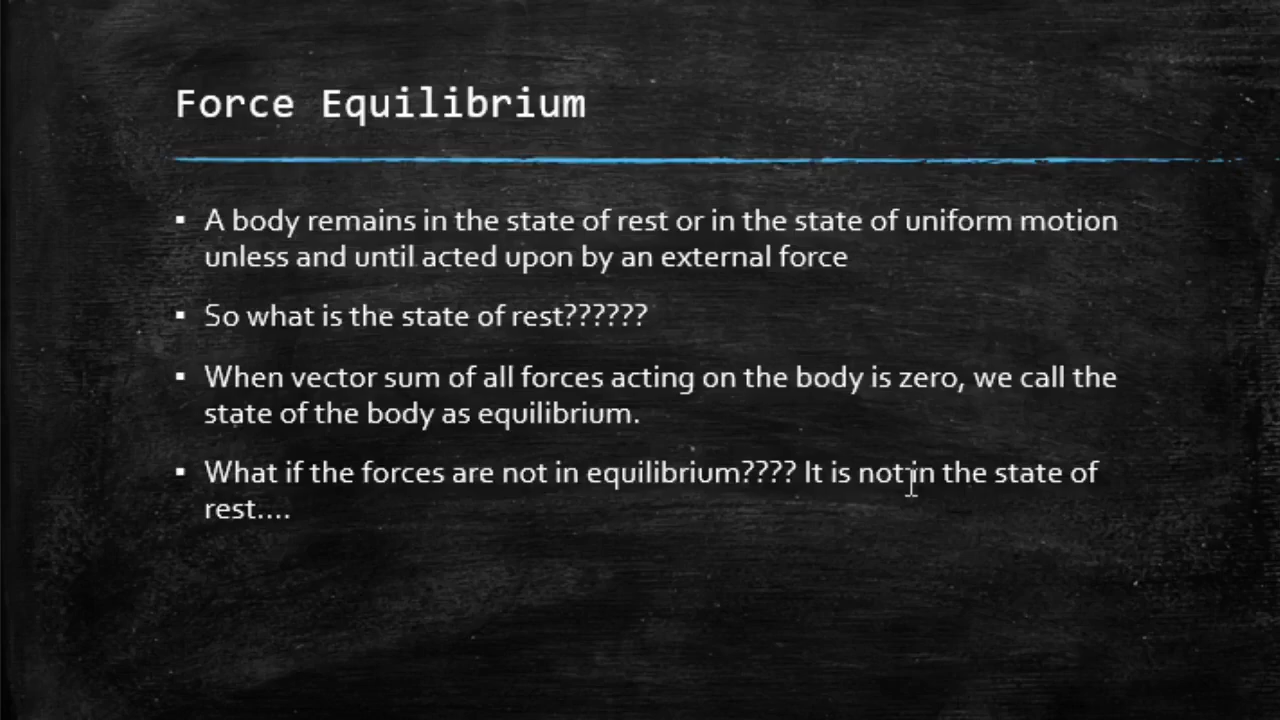 Force Equilibrium
▪ A body remains in the state of rest or in the state of uniform motion
unless and until acted upon by an external force
▪ So what is the state of rest??????
▪ When vector sum of all forces acting on the body is zero, we call the
state of the body as equilibrium.
▪ What if the forces are not in equilibrium???? It is not in the state of
rest....